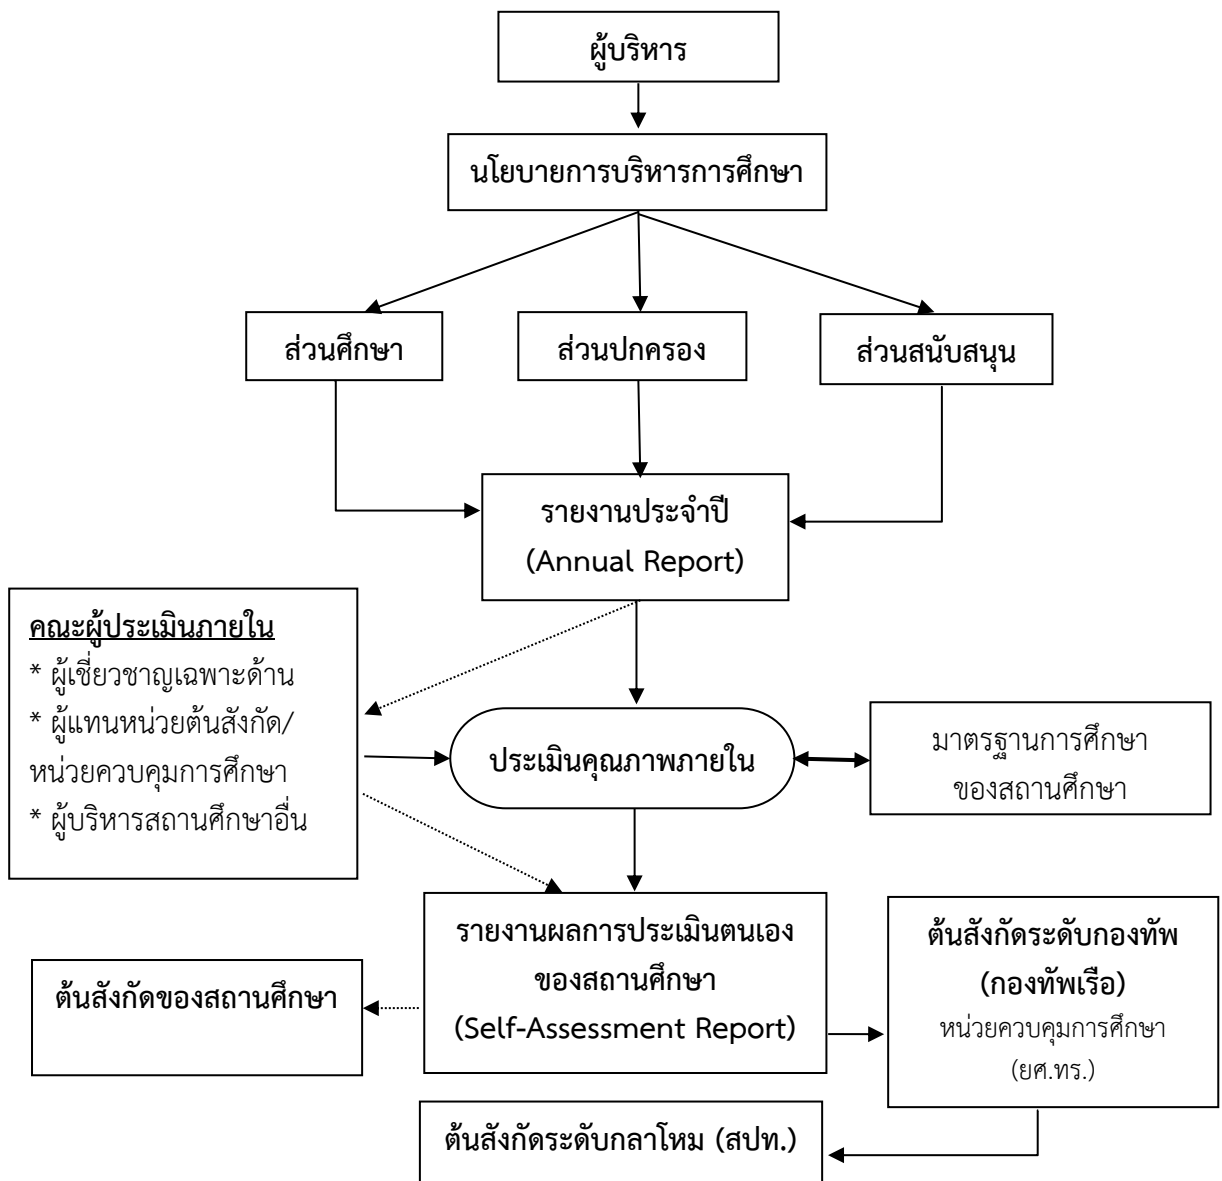 ผู้บริหาร
นโยบายการบริหารการศึกษา
ส่วนศึกษา
ส่วนปกครอง
ส่วนสนับสนุน
รายงานประจำปี
(Annual Report)
คณะผู้ประเมินภายใน
* ผู้เชี่ยวชาญเฉพาะด้าน
* ผู้แทนหน่วยต้นสังกัด/
หน่วยควบคุมการศึกษา
* ผู้บริหารสถานศึกษาอื่น
ประเมินคุณภาพภายใน
มาตรฐานการศึกษา
ของสถานศึกษา
รายงานผลการประเมินตนเอง
ของสถานศึกษา
(Self-Assessment Report)
ต้นสังกัดของสถานศึกษา
ต้นสังกัดระดับกองทัพ
(กองทัพเรือ)
หน่วยควบคุมการศึกษา
(ยศ.ทร.)
ต้นสังกัดระดับกลาโหม (สปท.)